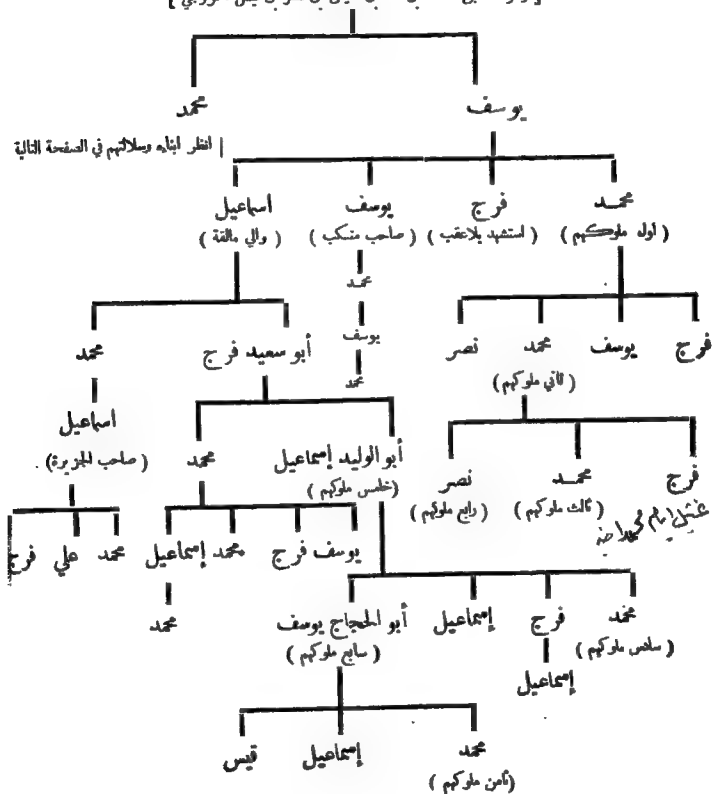 محمد يوسف
انظر ابنايه وسلالتهم في الصفحة التالية
محمد فرج يوسف اسماعيل
( أوله ملوكهم ) ( استشهد بلاعقب ) ( صاحب منكب ) ( والي مالقة )
محمد
فرج يوسف محمد نصر
يوسف
أبو سعيد فرج محمد
( ثاني ملوكهم )
محمد
اسماعيل
( صاحب الجزيرة )
أبو الوليد إسماعيل محمد
( خامس ملوكهم )
فرج محمد نصر
( ثالث ملوكهم ) ( رابع ملوكهم )
يوسف فرج محمد إسماعيل
محمد علي فرج
محمد
محمد فرج إسماعيل أبو الحجاج يوسف
( سادس ملوكهم ) ( سابع ملوكهم )
إسماعيل
محمد إسماعيل قيس
( ثامن ملوكهم )